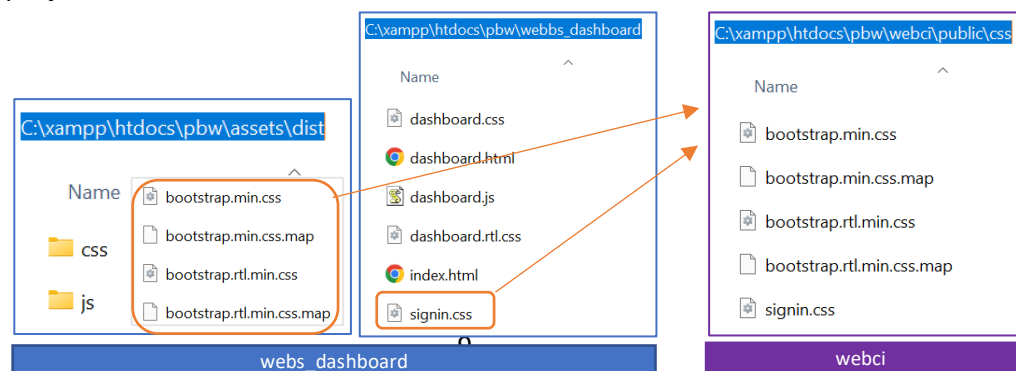 C:\xampp\htdocs\pbw\assets\dist
Name
css
js
bootstrap.min.css
bootstrap.min.css.map
bootstrap.rtl.min.css
bootstrap.rtl.min.css.map
C:\xampp\htdocs\pbw\webbs_dashboard
Name
dashboard.css
dashboard.html
dashboard.js
dashboard.rtl.css
index.html
signin.css
webs_dashboard
C:\xampp\htdocs\pbw\webci\public\css
Name
bootstrap.min.css
bootstrap.min.css.map
bootstrap.rtl.min.css
bootstrap.rtl.min.css.map
signin.css
webci